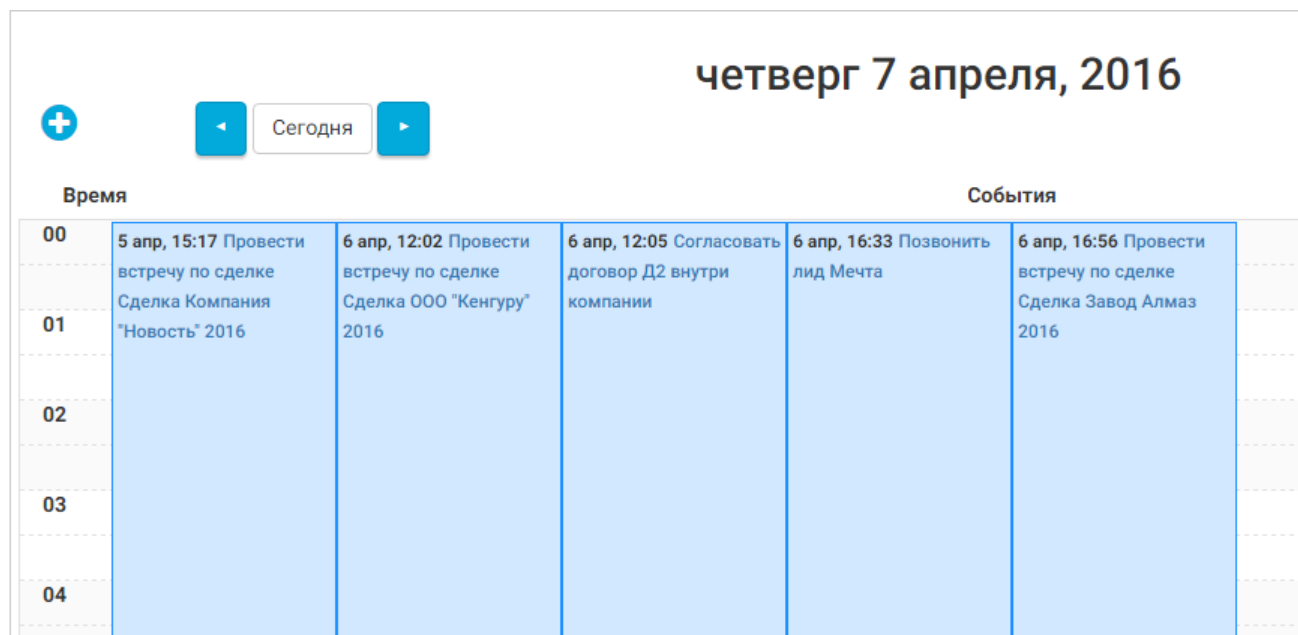 четверг 7 апреля, 2016
Сегодня
Время
События
00
5 апр, 15:17 Провести
встречу по сделке
Сделка Компания
"Новость" 2016
6 апр, 12:02 Провести
встречу по сделке
Сделка ООО "Кенгуру"
2016
6 апр, 12:05 Согласовать
договор Д2 внутри
компании
6 апр, 16:33 Позвонить
лид Мечта
6 апр, 16:56 Провести
встречу по сделке
Сделка Завод Алмаз
2016
01
02
03
04